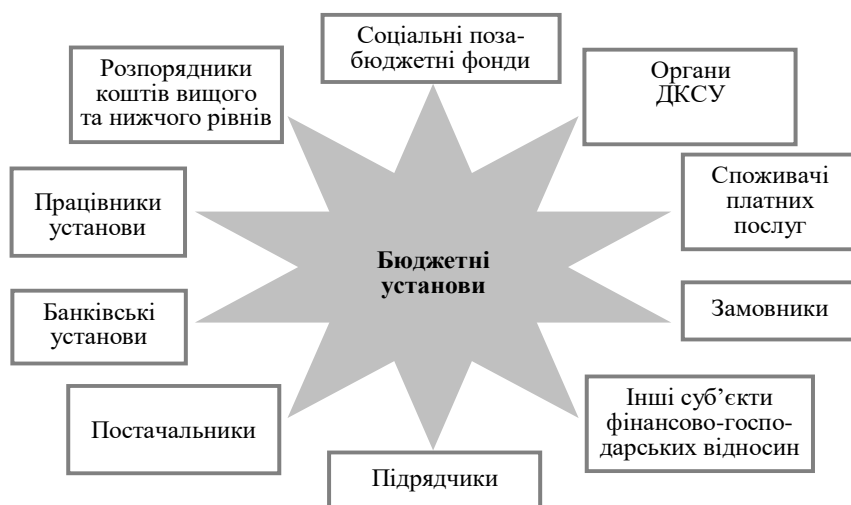 Соціальні поза-
бюджетні фонди
Розпорядники
коштів вищого
та нижчого рівнів
Органи
ДКСУ
Споживачі
платних
послуг
Працівники
установи
Бюджетні
установи
Банківські
установи
Замовники
Постачальники
Інші суб’єкти
фінансово-госпо-
дарських відносин
Підрядчики